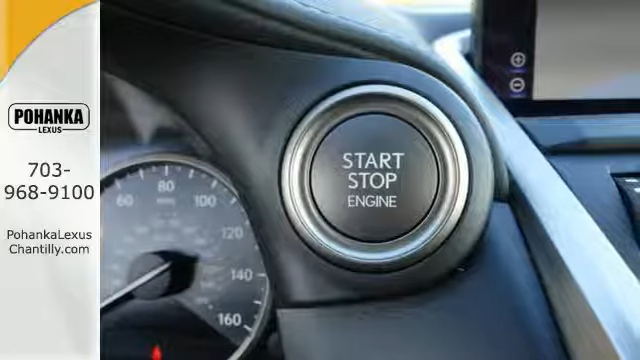 POHANKA
LEXUS
703-
968-9100
PohankaLexus
Chantilly.com
START
STOP
ENGINE
60
80
100
120
140
160